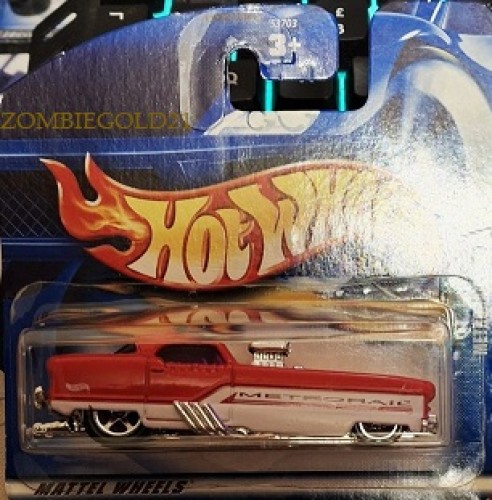 53703
3+
ZOMBIEGOLD21
HOT WHEELS
METRORAIL
MATTEL WHEELS